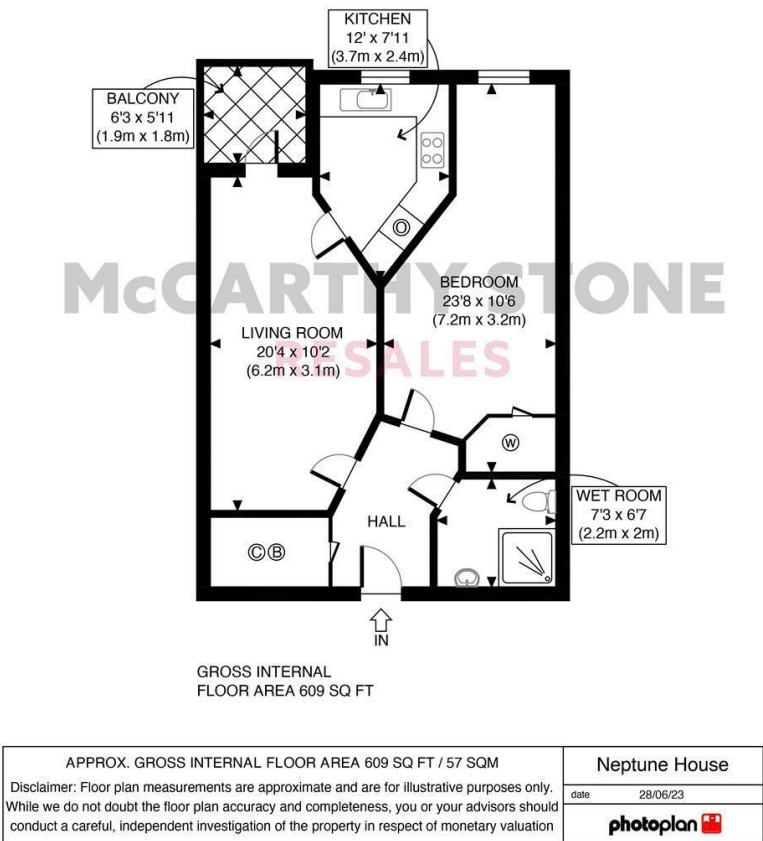 KITCHEN
12' x 7'11
(3.7m x 2.4m)
BALCONY
6'3 x 5'11
(1.9m x 1.8m)
O
McCARTHY STONE
RESALES
BEDROOM
23'8 x 10'6
(7.2m x 3.2m)
LIVING ROOM
20'4 x 10'2
(6.2m x 3.1m)
W
WET ROOM
7'3 x 6'7
(2.2m x 2m)
HALL
C B
IN
GROSS INTERNAL
FLOOR AREA 609 SQ FT
APPROX. GROSS INTERNAL FLOOR AREA 609 SQ FT / 57 SQM
Disclaimer: Floor plan measurements are approximate and are for illustrative purposes only.
While we do not doubt the floor plan accuracy and completeness, you or your advisors should
conduct a careful, independent investigation of the property in respect of monetary valuation
Neptune House
date 28/06/23
photoplan